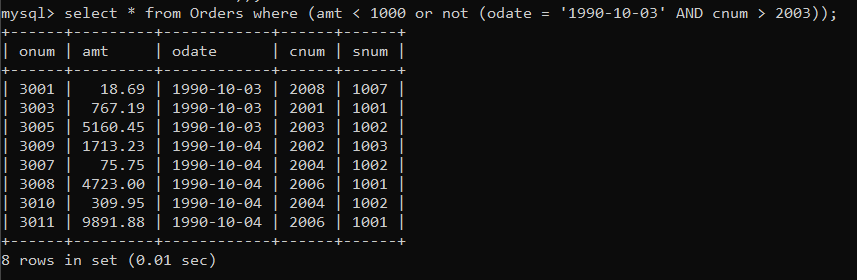 mysql> select * from Orders where (amt < 1000 or not (odate = '1990-10-03' AND cnum > 2003));
+------+---------+------------+------+------+
| onum | amt     | odate      | cnum | snum |
+------+---------+------------+------+------+
| 3001 |   18.69 | 1990-10-03 | 2008 | 1007 |
| 3003 |  767.19 | 1990-10-03 | 2001 | 1001 |
| 3005 | 5160.45 | 1990-10-03 | 2003 | 1002 |
| 3009 | 1713.23 | 1990-10-04 | 2002 | 1003 |
| 3007 |   75.75 | 1990-10-04 | 2004 | 1002 |
| 3008 | 4723.00 | 1990-10-04 | 2006 | 1001 |
| 3010 |  309.95 | 1990-10-04 | 2004 | 1002 |
| 3011 | 9891.88 | 1990-10-04 | 2006 | 1001 |
+------+---------+------------+------+------+
8 rows in set (0.01 sec)